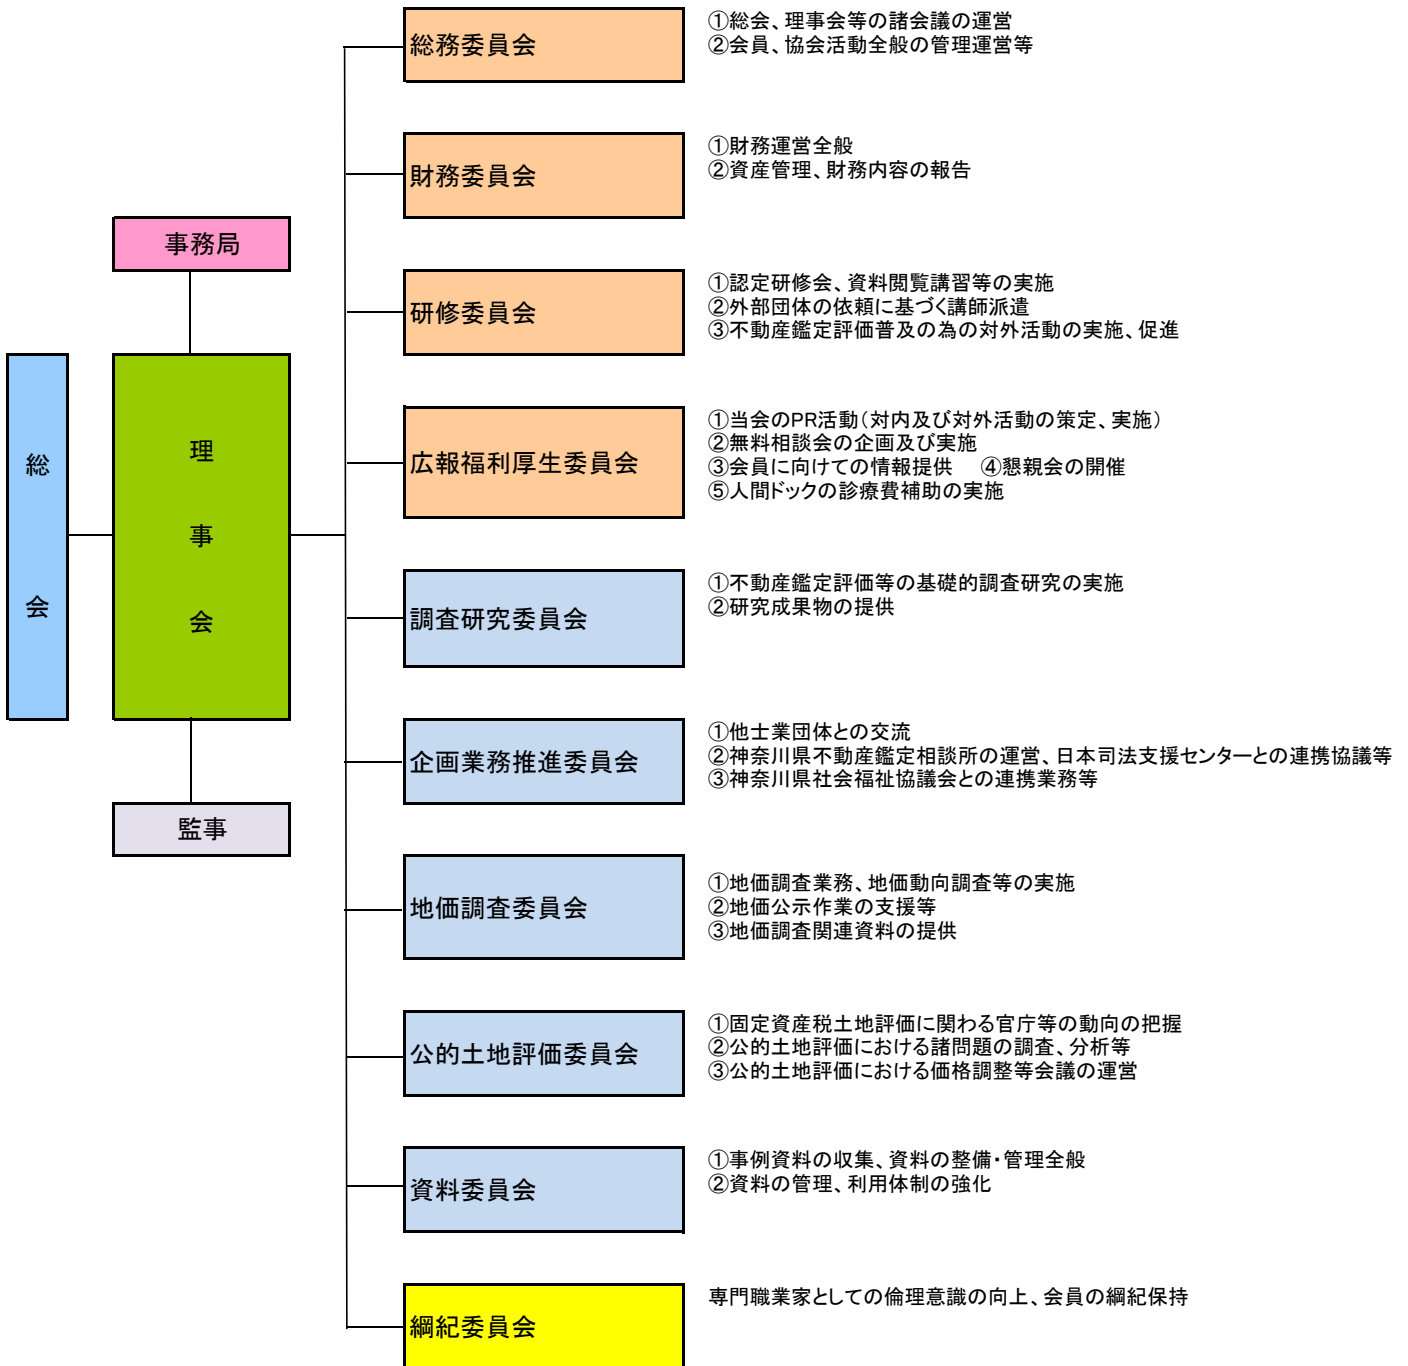 総会
理事会
事務局
監事
総務委員会
①総会、理事会等の諸会議の運営
②会員、協会活動全般の管理運営等
財務委員会
①財務運営全般
②資産管理、財務内容の報告
研修委員会
①認定研修会、資料閲覧講習等の実施
②外部団体の依頼に基づく講師派遣
③不動産鑑定評価普及の為の対外活動の実施、促進
広報福利厚生委員会
①当会のPR活動（対内及び対外活動の策定、実施）
②無料相談会の企画及び実施
③会員に向けての情報提供　④懇親会の開催
⑤人間ドックの診療費補助の実施
調査研究委員会
①不動産鑑定評価等の基礎的調査研究の実施
②研究成果物の提供
企画業務推進委員会
①他士業団体との交流
②神奈川県不動産鑑定相談所の運営、日本司法支援センターとの連携協議等
③神奈川県社会福祉協議会との連携業務等
地価調査委員会
①地価調査業務、地価動向調査等の実施
②地価公示作業の支援等
③地価調査関連資料の提供
公的土地評価委員会
①固定資産税土地評価に関わる官庁等の動向の把握
②公的土地評価における諸問題の調査、分析等
③公的土地評価における価格調整等会議の運営
資料委員会
①事例資料の収集、資料の整備・管理全般
②資料の管理、利用体制の強化
綱紀委員会
専門職業家としての倫理意識の向上、会員の綱紀保持